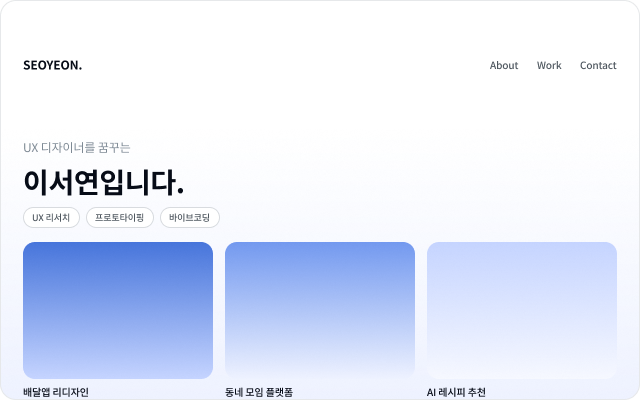 SEOYEON.
About Work Contact
UX 디자이너를 꿈꾸는
이서연입니다.
UX 리서치 프로토타이핑 바이브코딩
배달앱 리디자인 동네 모임 플랫폼 AI 레시피 추천